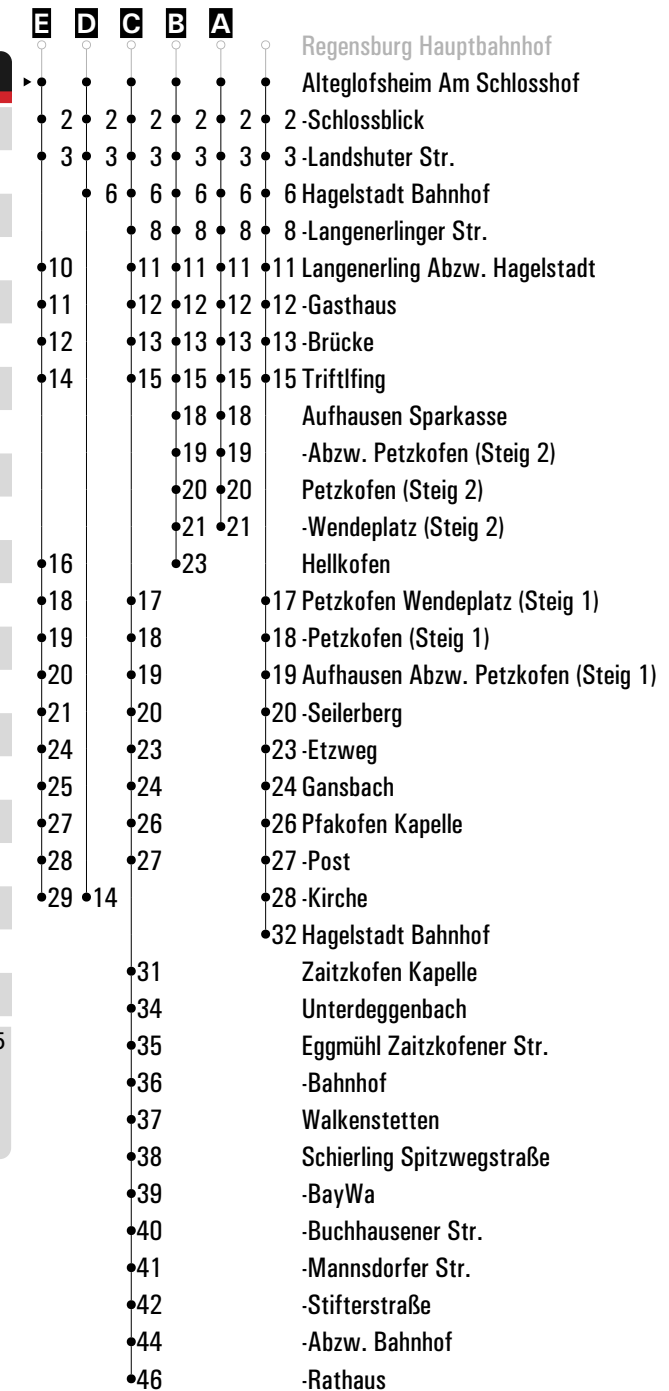 E D C B A
Regensburg Hauptbahnhof
Alteglofsheim Am Schlosshof
2 2 2 2 2 2 -Schlossblick
3 3 3 3 3 3 -Landshuter Str.
6 6 6 6 6 Hagelstadt Bahnhof
8 8 8 8 -Langenerlinger Str.
10 11 11 11 11 Langenerling Abzw. Hagelstadt
11 12 12 12 12 -Gasthaus
12 13 13 13 13 -Brücke
14 15 15 15 15 Triftlfing
18 18 Aufhausen Sparkasse
19 19 -Abzw. Petzkofen (Steig 2)
20 20 Petzkofen (Steig 2)
21 21 -Wendeplatz (Steig 2)
16 23 Hellkofen
18 17 17 Petzkofen Wendeplatz (Steig 1)
19 18 18 -Petzkofen (Steig 1)
20 19 19 Aufhausen Abzw. Petzkofen (Steig 1)
21 20 20 -Seilerberg
24 23 23 -Etzweg
25 24 24 Gansbach
27 26 26 Pfakofen Kapelle
28 27 27 -Post
29 14 28 -Kirche
32 Hagelstadt Bahnhof
31 Zaitzkofen Kapelle
34 Unterdeggenbach
35 Eggmühl Zaitzkofener Str.
36 -Bahnhof
37 Walkenstetten
38 Schierling Spitzwegstraße
39 -BayWa
40 -Buchhausener Str.
41 -Mannsdorfer Str.
42 -Stifterstraße
44 -Abzw. Bahnhof
46 -Rathaus